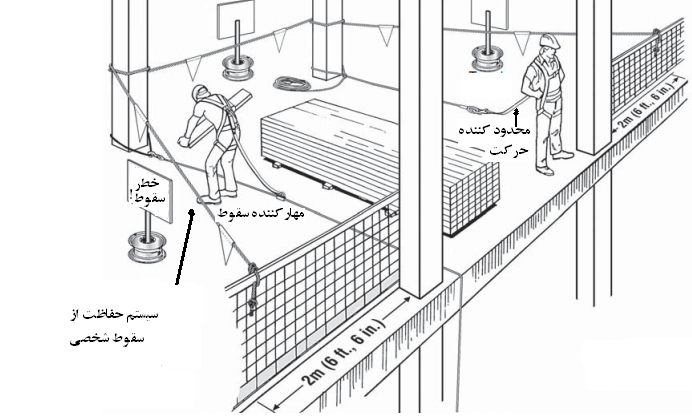 محدود کننده
حرکت
2m (6 ft., 6 in.)
خطر
سقوط!
مهار کننده سقوط
سیستم حفاظت از
سقوط شخصی
2m (6 ft., 6 in.)